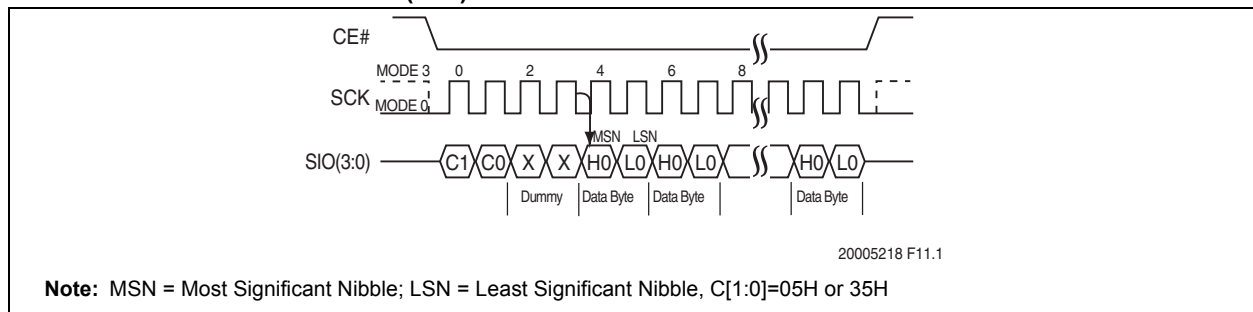 CE#
MODE 3 0 2 4 6 8
SCK
MODE 0
MSN LSN
SIO(3:0) C1 C0 X X H0 L0 H0 L0 H0 L0
Dummy Data Byte Data Byte Data Byte
20005218 F11.1
Note: MSN = Most Significant Nibble; LSN = Least Significant Nibble, C[1:0]=05H or 35H